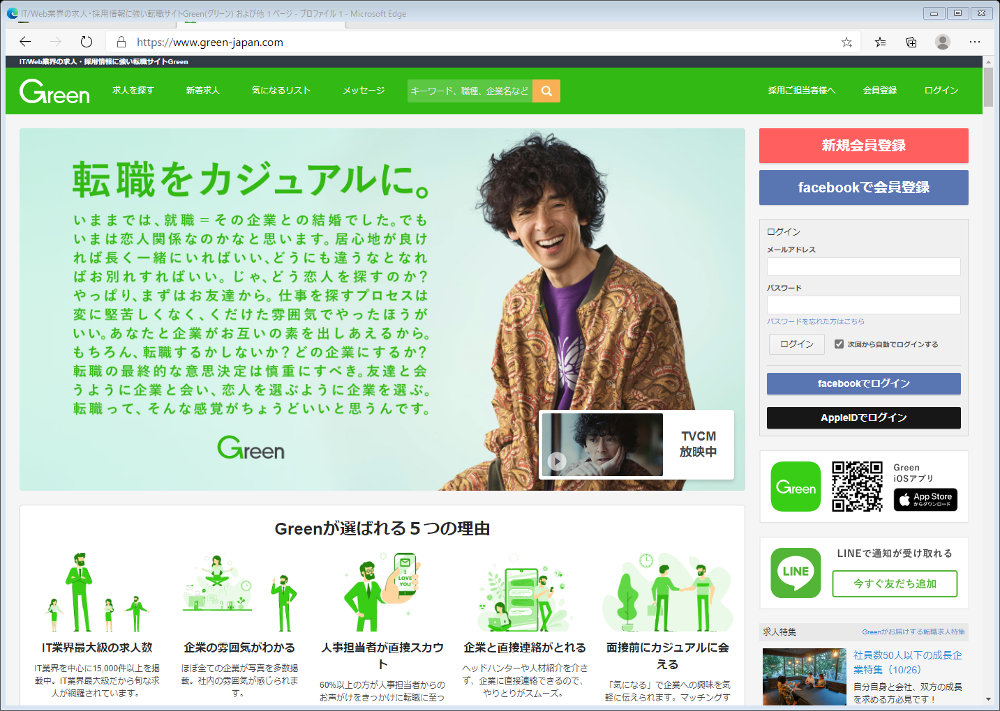 IT/Web業界の求人・採用情報に強い転職サイトGreen(グリーン) および他 1 ページ - プロファイル 1 - Microsoft Edge
https://www.green-japan.com
IT/Web業界の求人・採用情報に強い転職サイトGreen
Green 求人を探す 新着求人 気になるリスト メッセージ キーワード、職種、企業名など 採用ご担当者様へ 会員登録 ログイン
転職をカジュアルに。
いままでは、就職＝その企業との結婚でした。でも
いまは恋人関係なのかなと思います。居心地が良け
れば長く一緒にいればいい、どうにも違うなとなれ
ばお別れすればいい。じゃ、どう恋人を探すのか？
やっぱり、まずはお友達から。仕事を探すプロセスは
変に堅苦しくなく、くだけた雰囲気でやったほうが
いい。あなたと企業がお互いの素を出しあえるから。
もちろん、転職するかしないか？どの企業にするか？
転職の最終的な意思決定は慎重にすべき。友達と会
うように企業と会い、恋人を選ぶように企業を選ぶ。
転職って、そんな感覚がちょうどいいと思うんです。
Green
TVCM
放映中
新規会員登録
facebookで会員登録
ログイン
メールアドレス
パスワード
パスワードを忘れた方はこちら
ログイン 次回から自動でログインする
facebookでログイン
AppleIDでログイン
Green
Green
iOSアプリ
App Store
からダウンロード
LINE
LINEで通知が受け取れる
今すぐ友だち追加
求人特集 Greenがお届けする転職求人特集
社員数50人以下の成長企
業特集（10/26）
自分自身と会社、双方の成長
を求める方必見です！
Greenが選ばれる５つの理由
I
LOVE
YOU
IT業界最大級の求人数
IT業界を中心に15,000件以上を掲
載中。IT業界最大級だから旬な求
人が網羅されています。
企業の雰囲気がわかる
ほぼ全ての企業が写真を多数掲
載。社内の雰囲気が感じられま
す。
人事担当者が直接スカウ
ト
60%以上の方が人事担当者からの
お声がけをきっかけに転職に至っ
企業と直接連絡がとれる
ヘッドハンターや人材紹介を介さ
ず、企業に直接連絡できるので、
やりとりがスムーズ。
面接前にカジュアルに会
える
「気になる」で企業への興味を気
軽に伝えられます。マッチングす